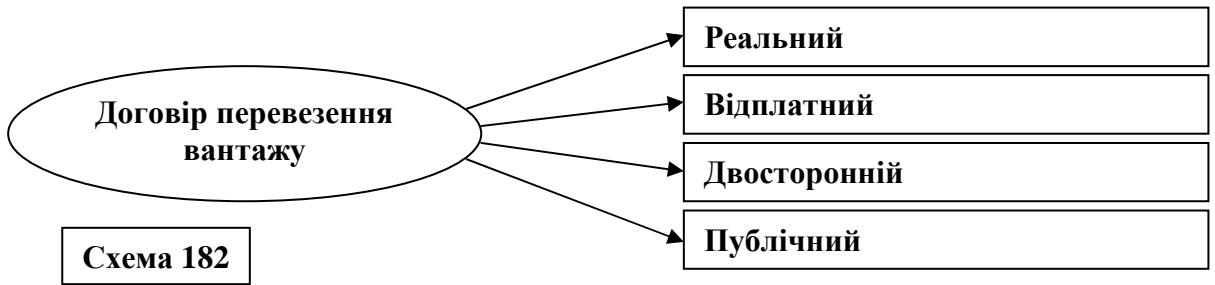 Реальний
Договір перевезення
вантажу
Відплатний
Двосторонній
Публічний
Схема 182